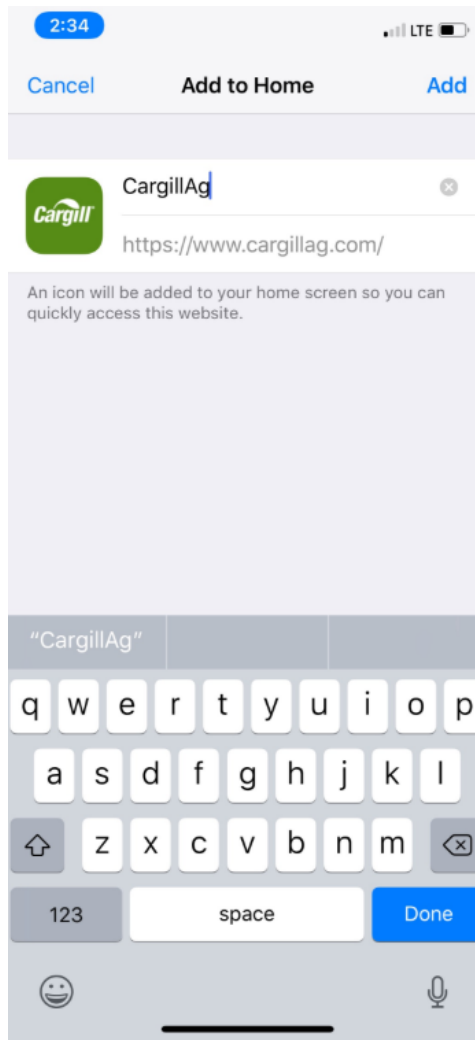 2:34
LTE
Cancel
Add to Home
Add
Cargill
CargillAg
https://www.cargillag.com/
An icon will be added to your home screen so you can
quickly access this website.
“CargillAg”
q w e r t y u i o p
a s d f g h j k l
z x c v b n m
123
space
Done